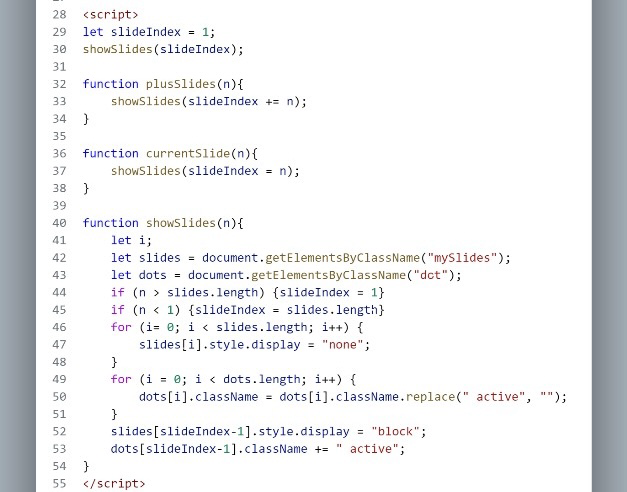 28 <script>
29 let slideIndex = 1;
30 showSlides(slideIndex);
31
32 function plusSlides(n){
33     showSlides(slideIndex += n);
34 }
35
36 function currentSlide(n){
37     showSlides(slideIndex = n);
38 }
39
40 function showSlides(n){
41     let i;
42     let slides = document.getElementsByClassName("mySlides");
43     let dots = document.getElementsByClassName("dot");
44     if (n > slides.length) {slideIndex = 1}
45     if (n < 1) {slideIndex = slides.length}
46     for (i= 0; i < slides.length; i++) {
47         slides[i].style.display = "none";
48     }
49     for (i = 0; i < dots.length; i++) {
50         dots[i].className = dots[i].className.replace(" active", "");
51     }
52     slides[slideIndex-1].style.display = "block";
53     dots[slideIndex-1].className += " active";
54 }
55 </script>